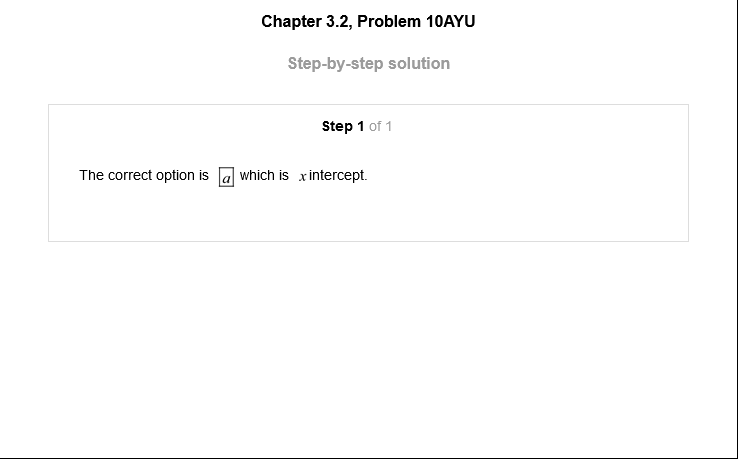 Chapter 3.2, Problem 10AYU
Step-by-step solution
Step 1 of 1
The correct option is a which is x intercept.